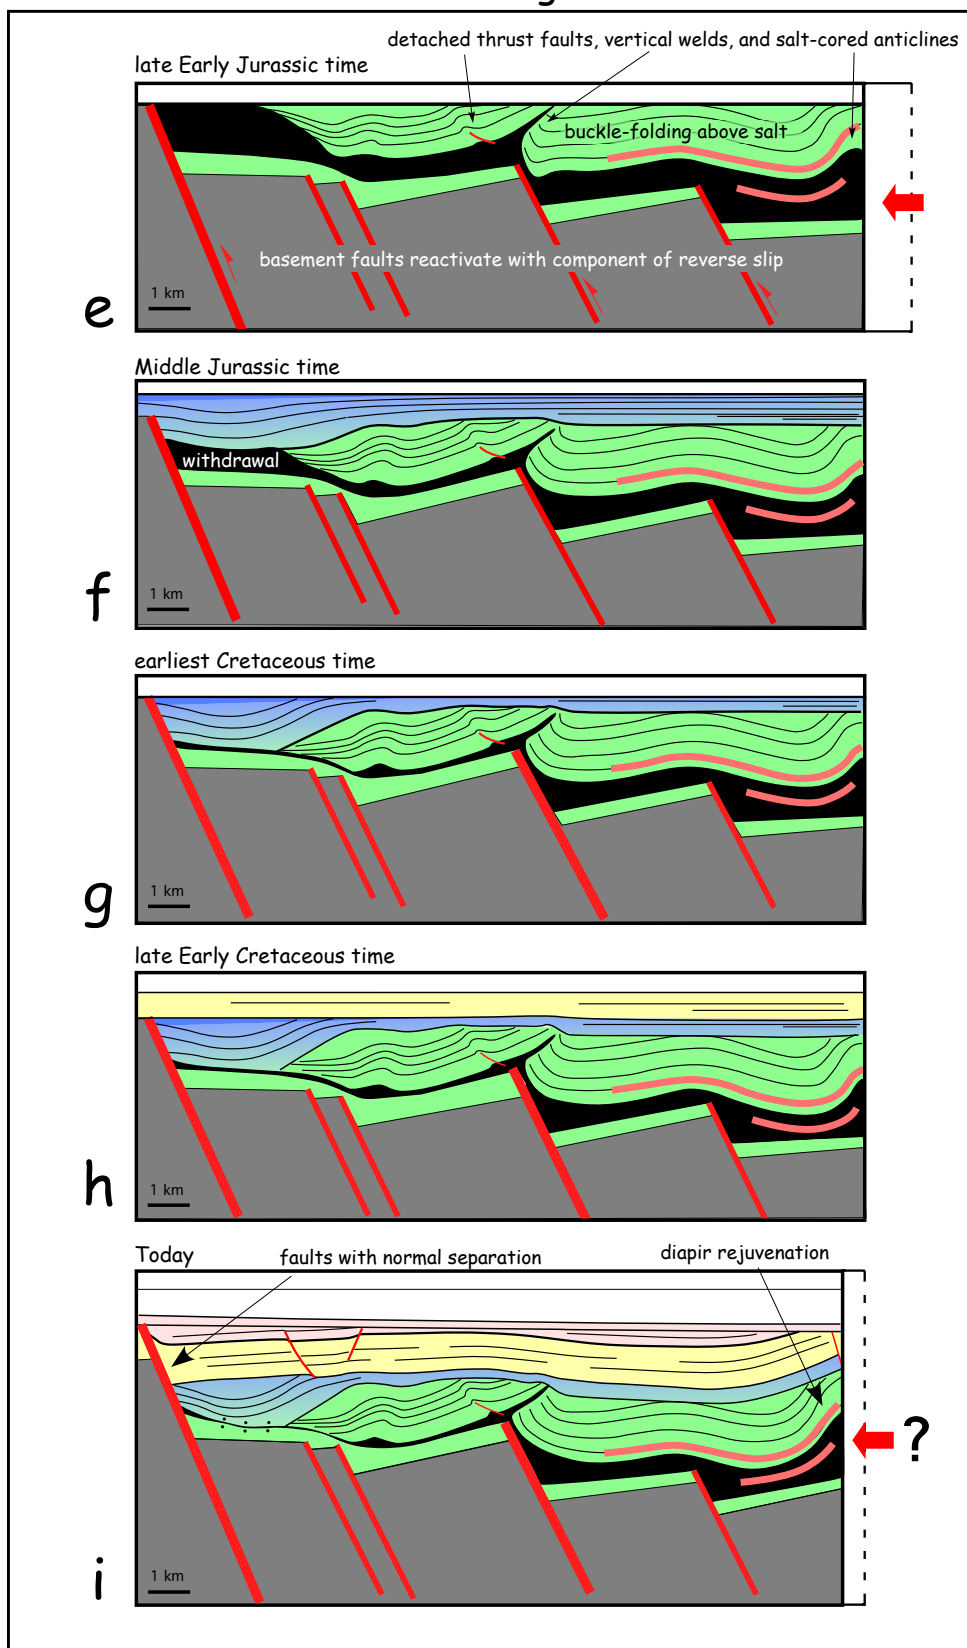 detached thrust faults, vertical welds, and salt-cored anticlines
late Early Jurassic time
buckle-folding above salt
basement faults reactivate with component of reverse slip
1 km
e
Middle Jurassic time
withdrawal
1 km
f
earliest Cretaceous time
1 km
g
late Early Cretaceous time
1 km
h
Today
faults with normal separation
diapir rejuvenation
?
1 km
i